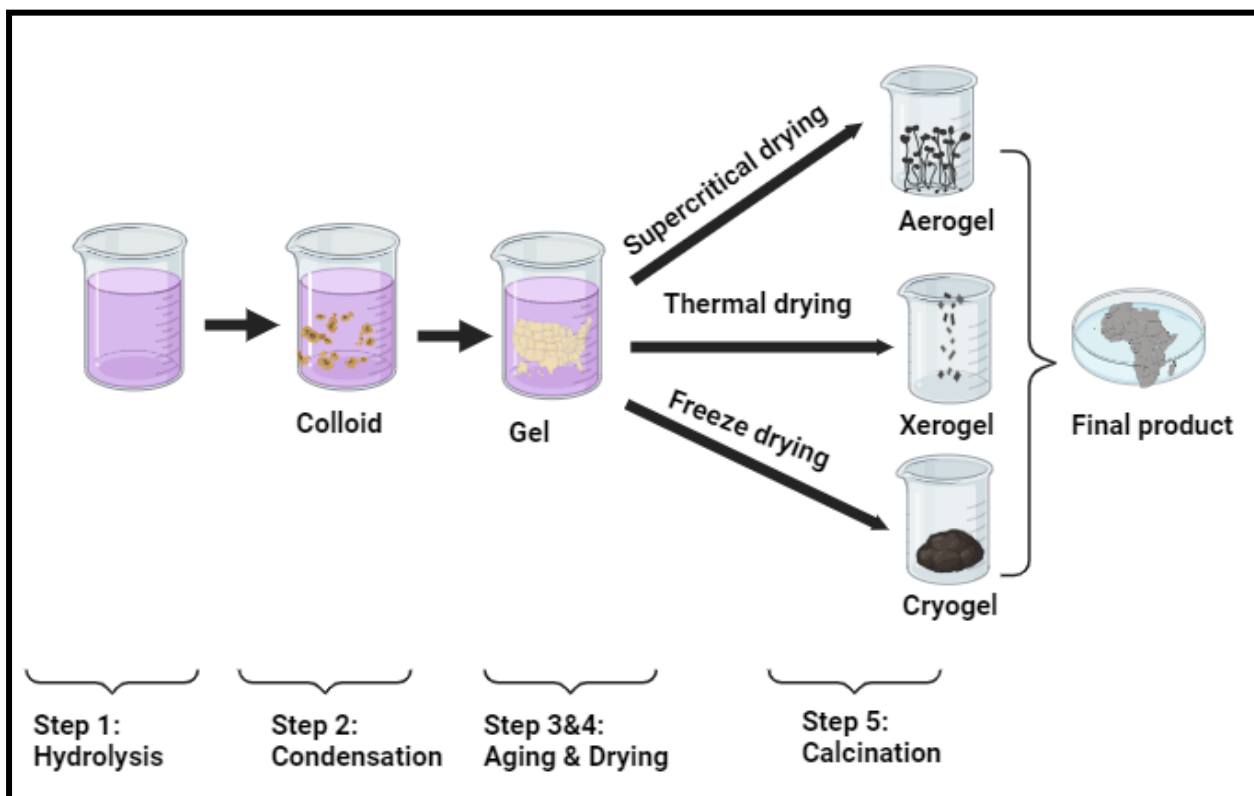 Supercritical drying
Aerogel
Thermal drying
Colloid
Gel
Xerogel
Final product
Freeze drying
Cryogel
Step 1:
Hydrolysis
Step 2:
Condensation
Step 3&4:
Aging & Drying
Step 5:
Calcination